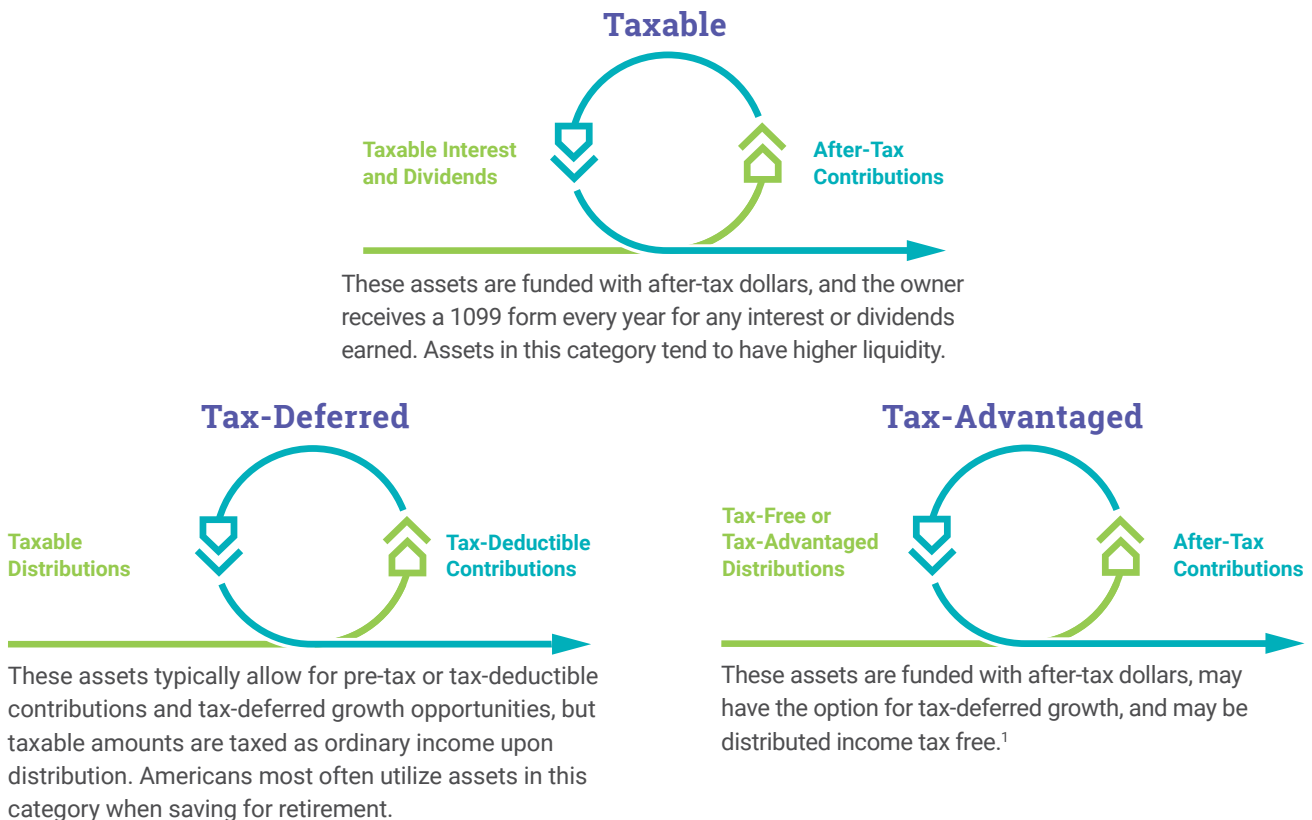 Taxable
Taxable Interest
and Dividends
After-Tax
Contributions
These assets are funded with after-tax dollars, and the owner
receives a 1099 form every year for any interest or dividends
earned. Assets in this category tend to have higher liquidity.
Tax-Deferred
Taxable
Distributions
Tax-Deductible
Contributions
These assets typically allow for pre-tax or tax-deductible
contributions and tax-deferred growth opportunities, but
taxable amounts are taxed as ordinary income upon
distribution. Americans most often utilize assets in this
category when saving for retirement.
Tax-Advantaged
Tax-Free or
Tax-Advantaged
Distributions
After-Tax
Contributions
These assets are funded with after-tax dollars, may
have the option for tax-deferred growth, and may be
distributed income tax free.¹